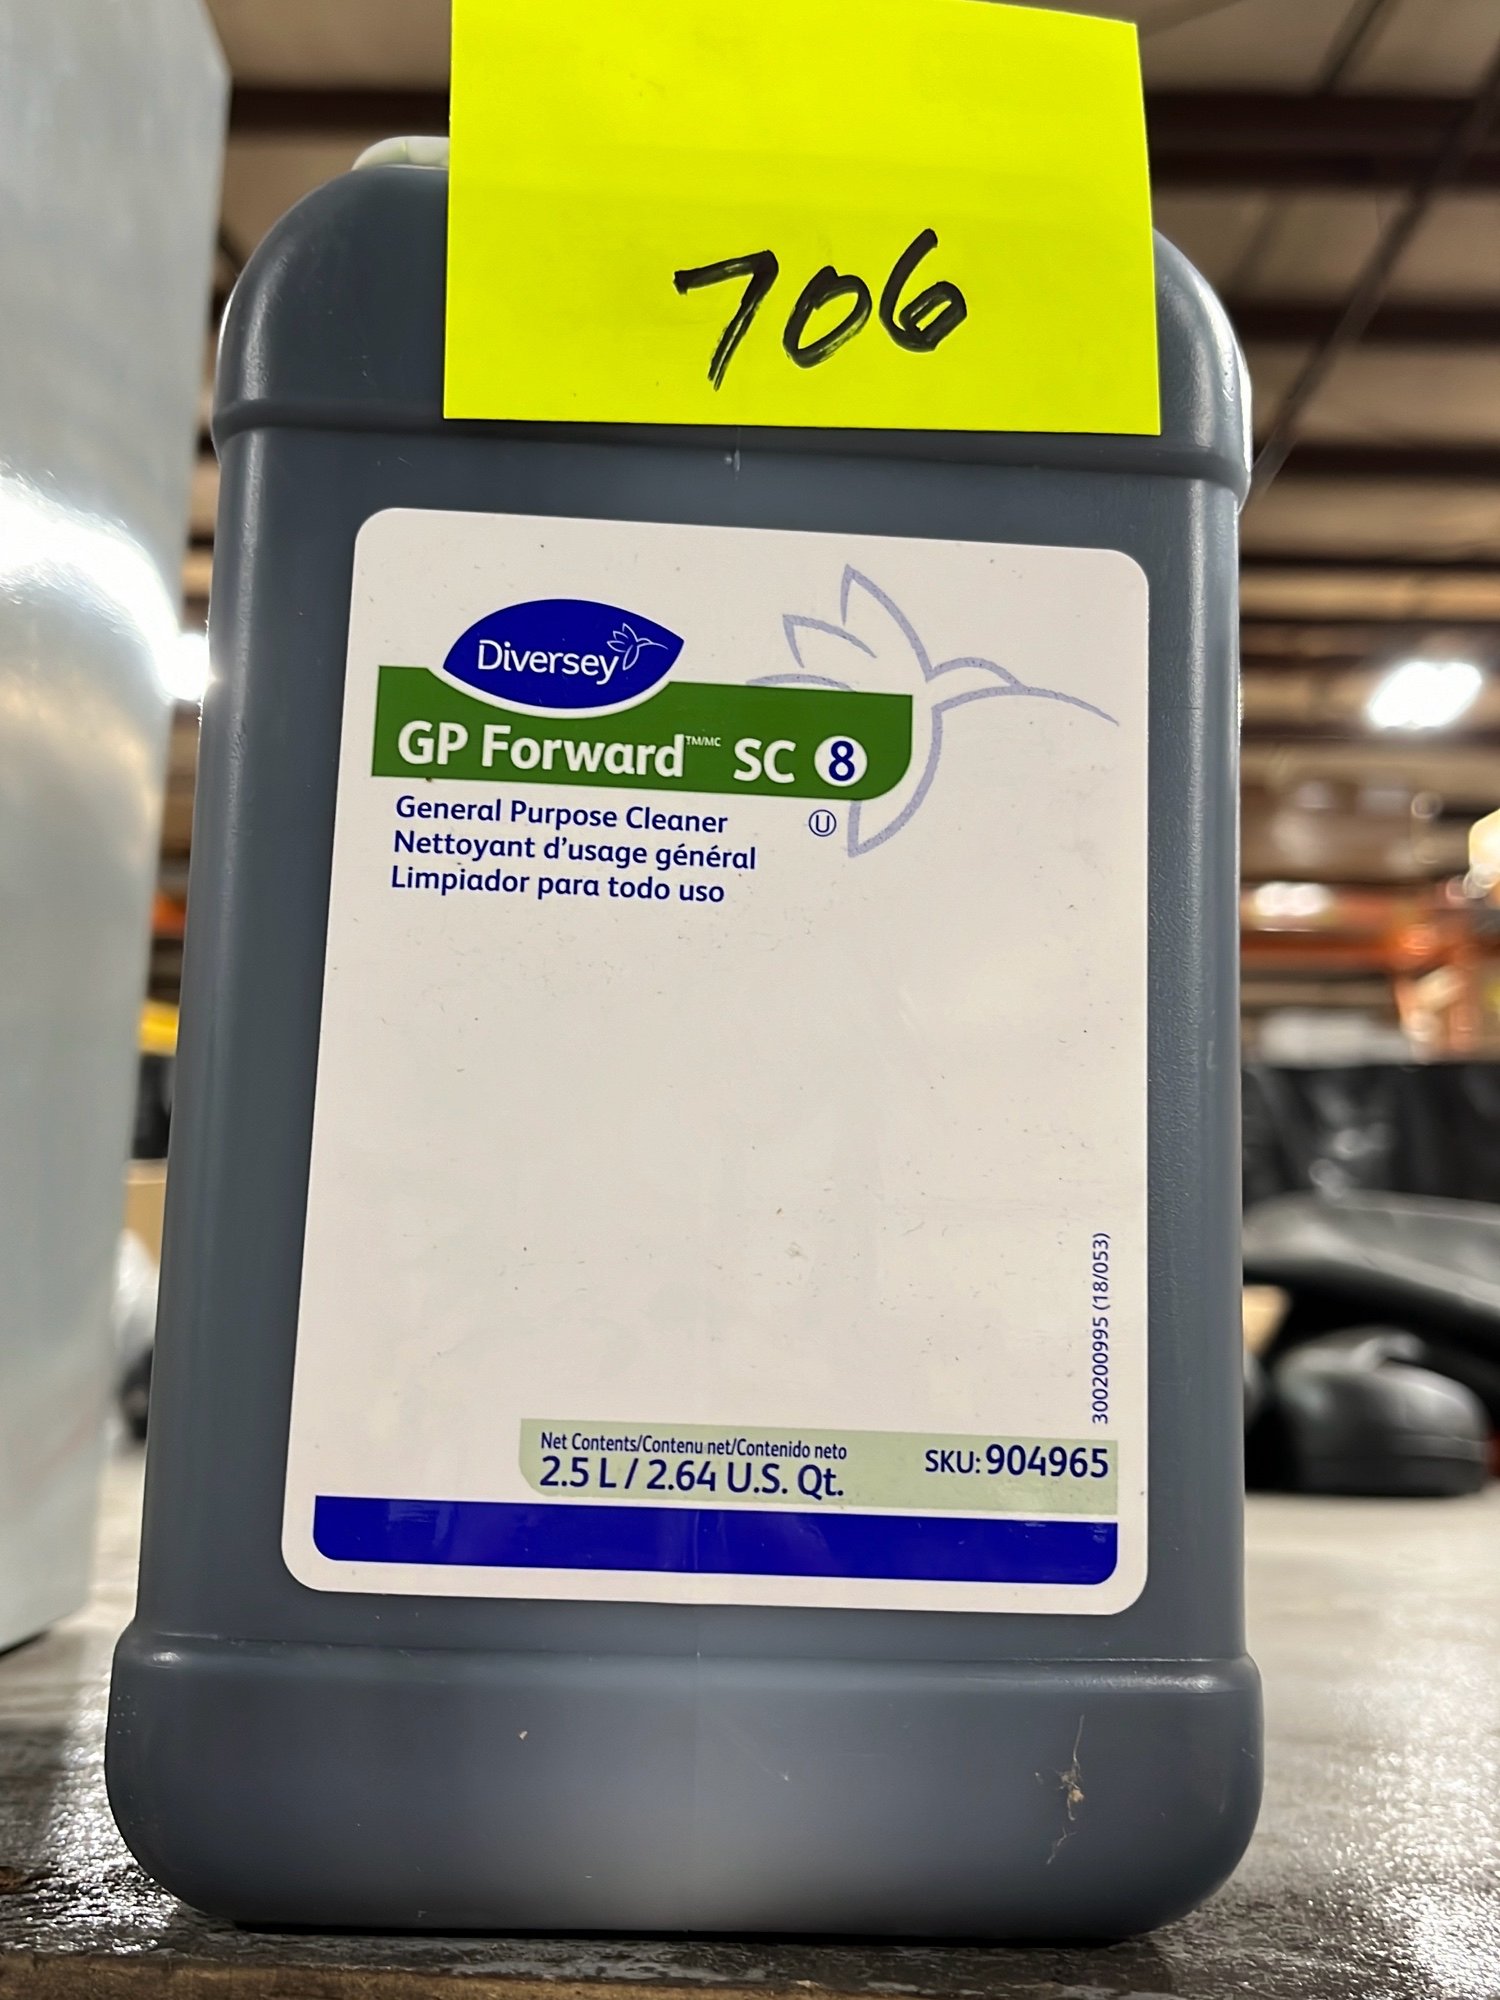 706
Diversey
GP Forward™/MC SC 8
General Purpose Cleaner
Nettoyant d'usage général
Limpiador para todo uso
U
300200995 (18/053)
Net Contents/Contenu net/Contenido neto
2.5 L / 2.64 U.S. Qt.
SKU: 904965